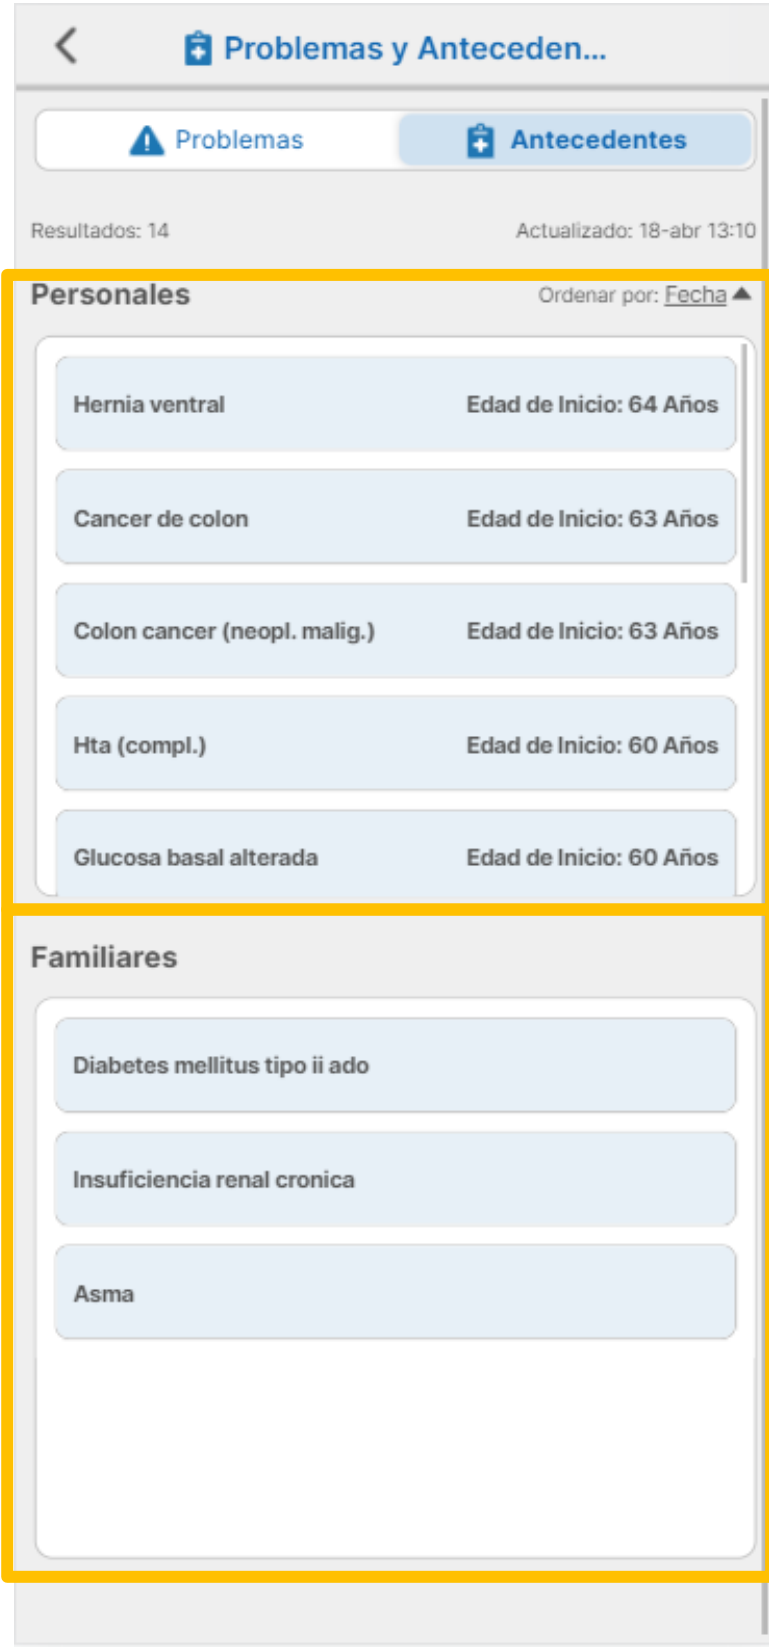 Problemas y Anteceden...
Problemas
Antecedentes
Resultados: 14
Actualizado: 18-abr 13:10
Personales
Ordenar por: Fecha
Hernia ventral
Edad de Inicio: 64 Años
Cancer de colon
Edad de Inicio: 63 Años
Colon cancer (neopl. malig.)
Edad de Inicio: 63 Años
Hta (compl.)
Edad de Inicio: 60 Años
Glucosa basal alterada
Edad de Inicio: 60 Años
Familiares
Diabetes mellitus tipo ii ado
Insuficiencia renal cronica
Asma